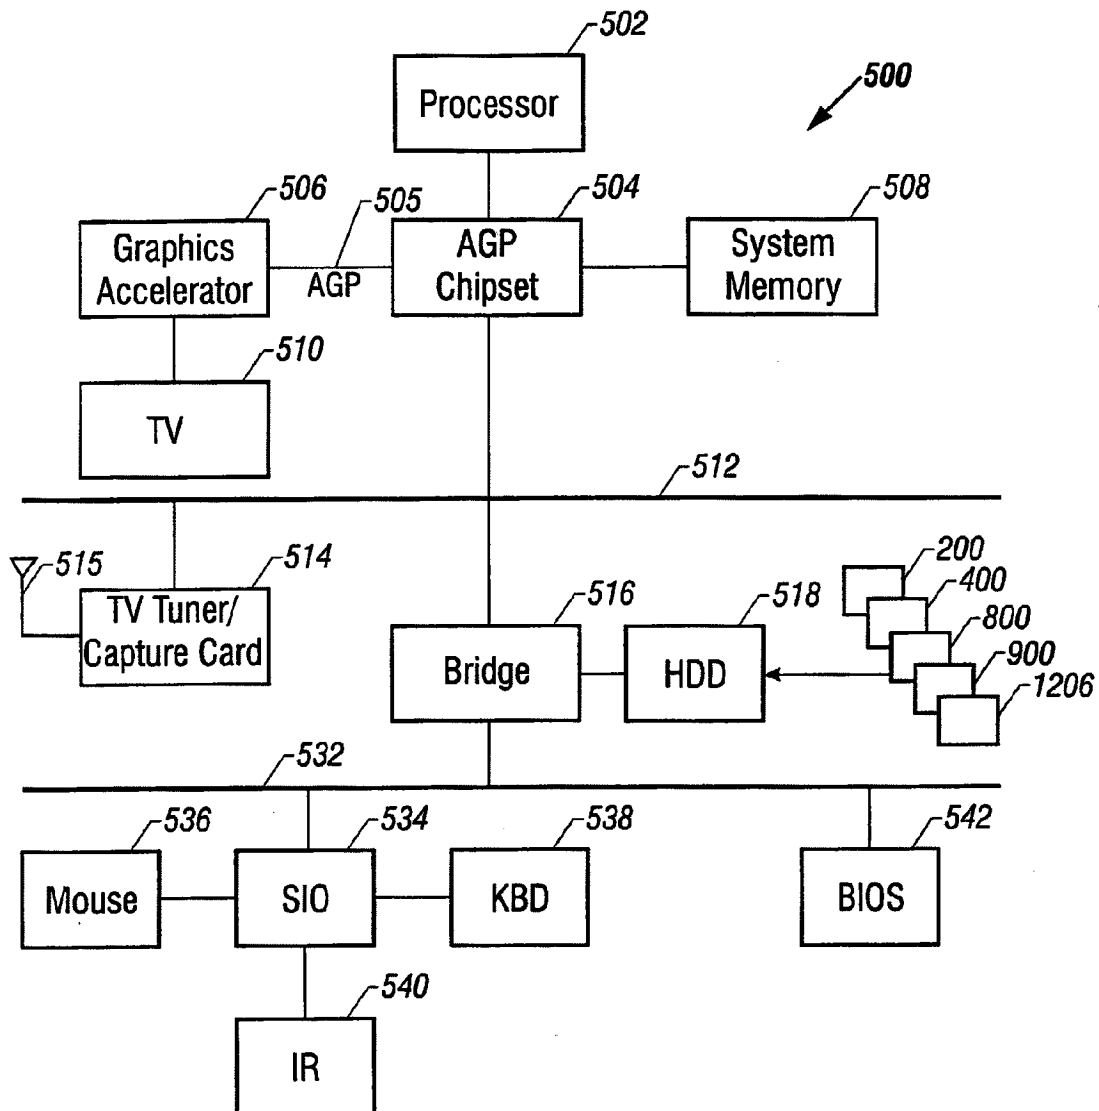 502
Processor
500
506
505
504
508
Graphics
Accelerator
AGP
AGP
Chipset
System
Memory
510
TV
512
515
514
TV Tuner/
Capture Card
516
Bridge
518
HDD
200
400
800
900
1206
532
536
Mouse
534
SIO
538
KBD
542
BIOS
540
IR